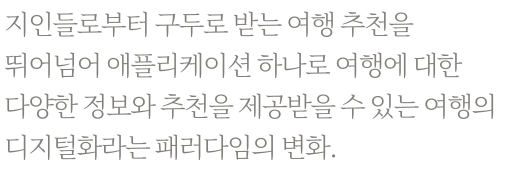 지인들로부터 구두로 받는 여행 추천을
뛰어넘어 애플리케이션 하나로 여행에 대한
다양한 정보와 추천을 제공받을 수 있는 여행의
디지털화라는 패러다임의 변화.